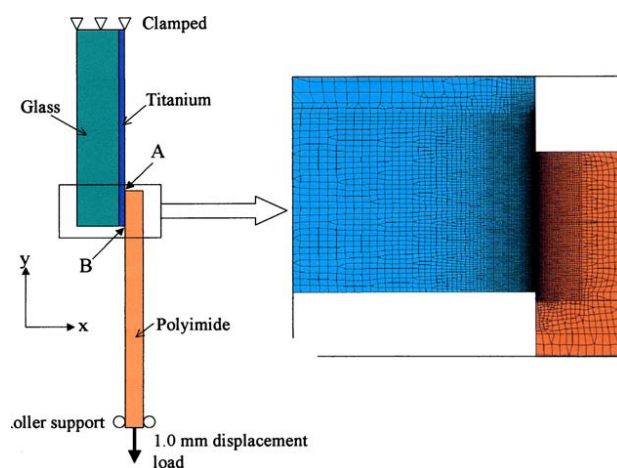 Clamped
Glass
Titanium
A
B
y
x
Polyimide
oller support
1.0 mm displacement
load